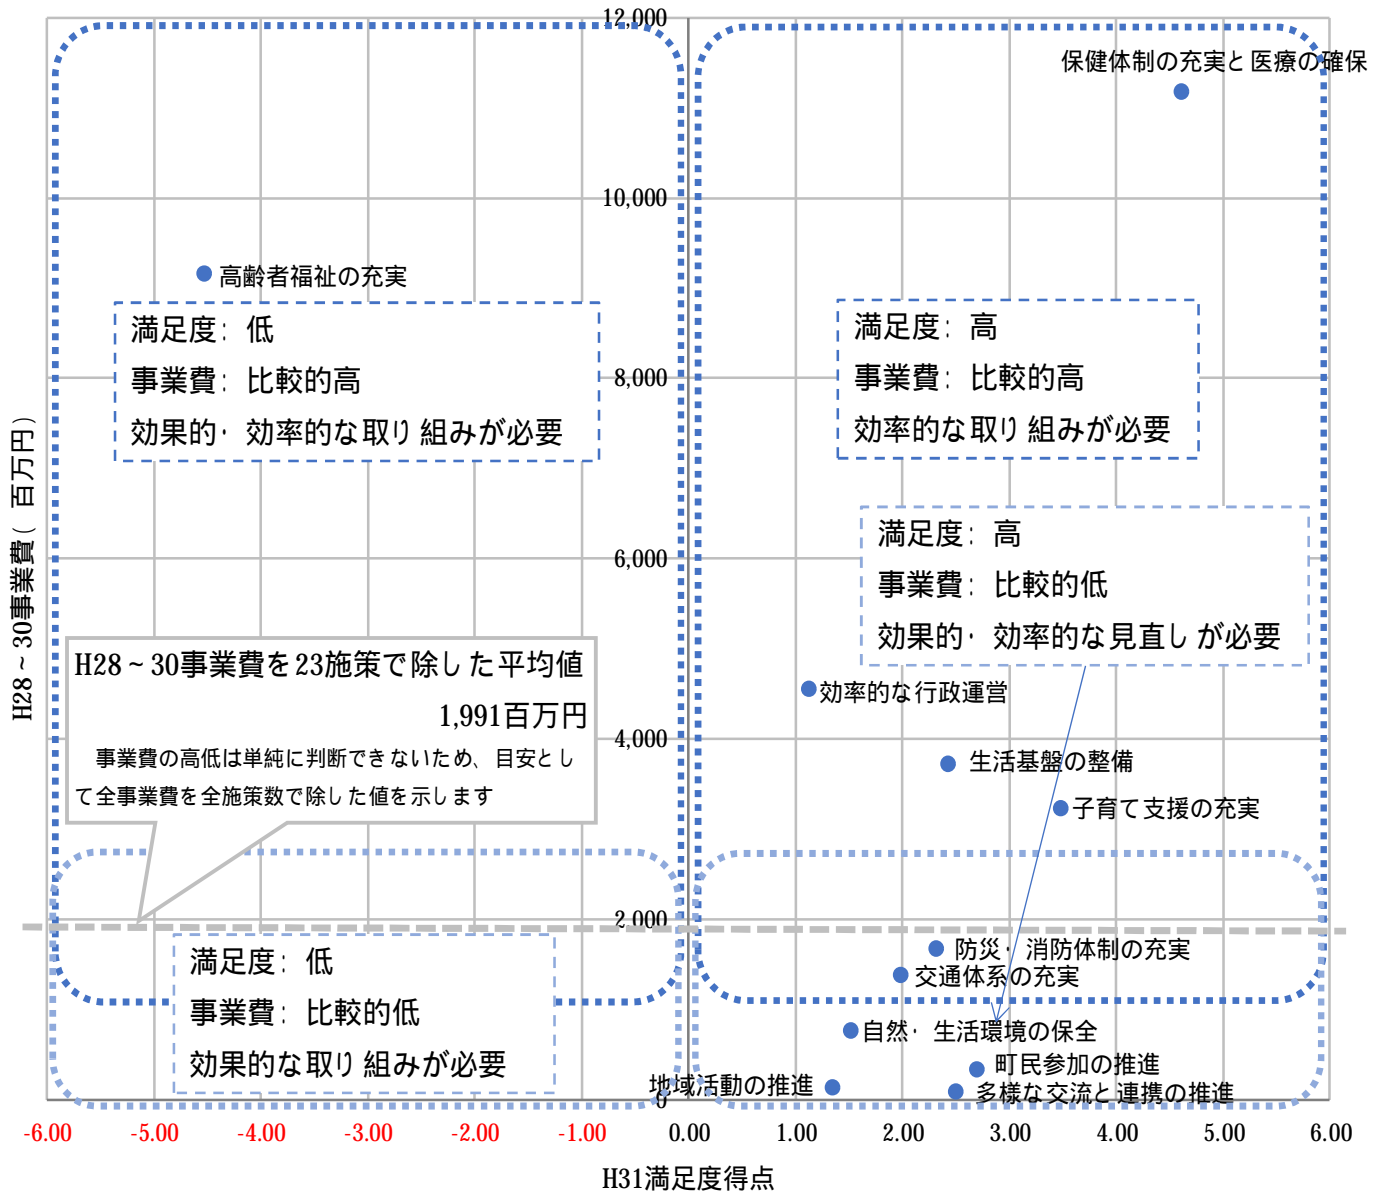 12,000
保健体制の充実と医療の確保
10,000
高齢者福祉の充実
満足度：低
事業費：比較的高
効果的・効率的な取り組みが必要
満足度：高
事業費：比較的高
効率的な取り組みが必要
8,000
H28～30事業費（百万円）
6,000
満足度：高
事業費：比較的低
効果的・効率的な見直しが必要
H28～30事業費を23施策で除した平均値
1,991百万円
事業費の高低は単純に判断できないため、目安とし
て全事業費を全施策数で除した値を示します
効率的な行政運営
4,000
生活基盤の整備
子育て支援の充実
2,000
防災・消防体制の充実
交通体系の充実
満足度：低
事業費：比較的低
効果的な取り組みが必要
自然・生活環境の保全
町民参加の推進
地域活動の推進
多様な交流と連携の推進
0
-6.00 -5.00 -4.00 -3.00 -2.00 -1.00 0.00 1.00 2.00 3.00 4.00 5.00 6.00
H31満足度得点